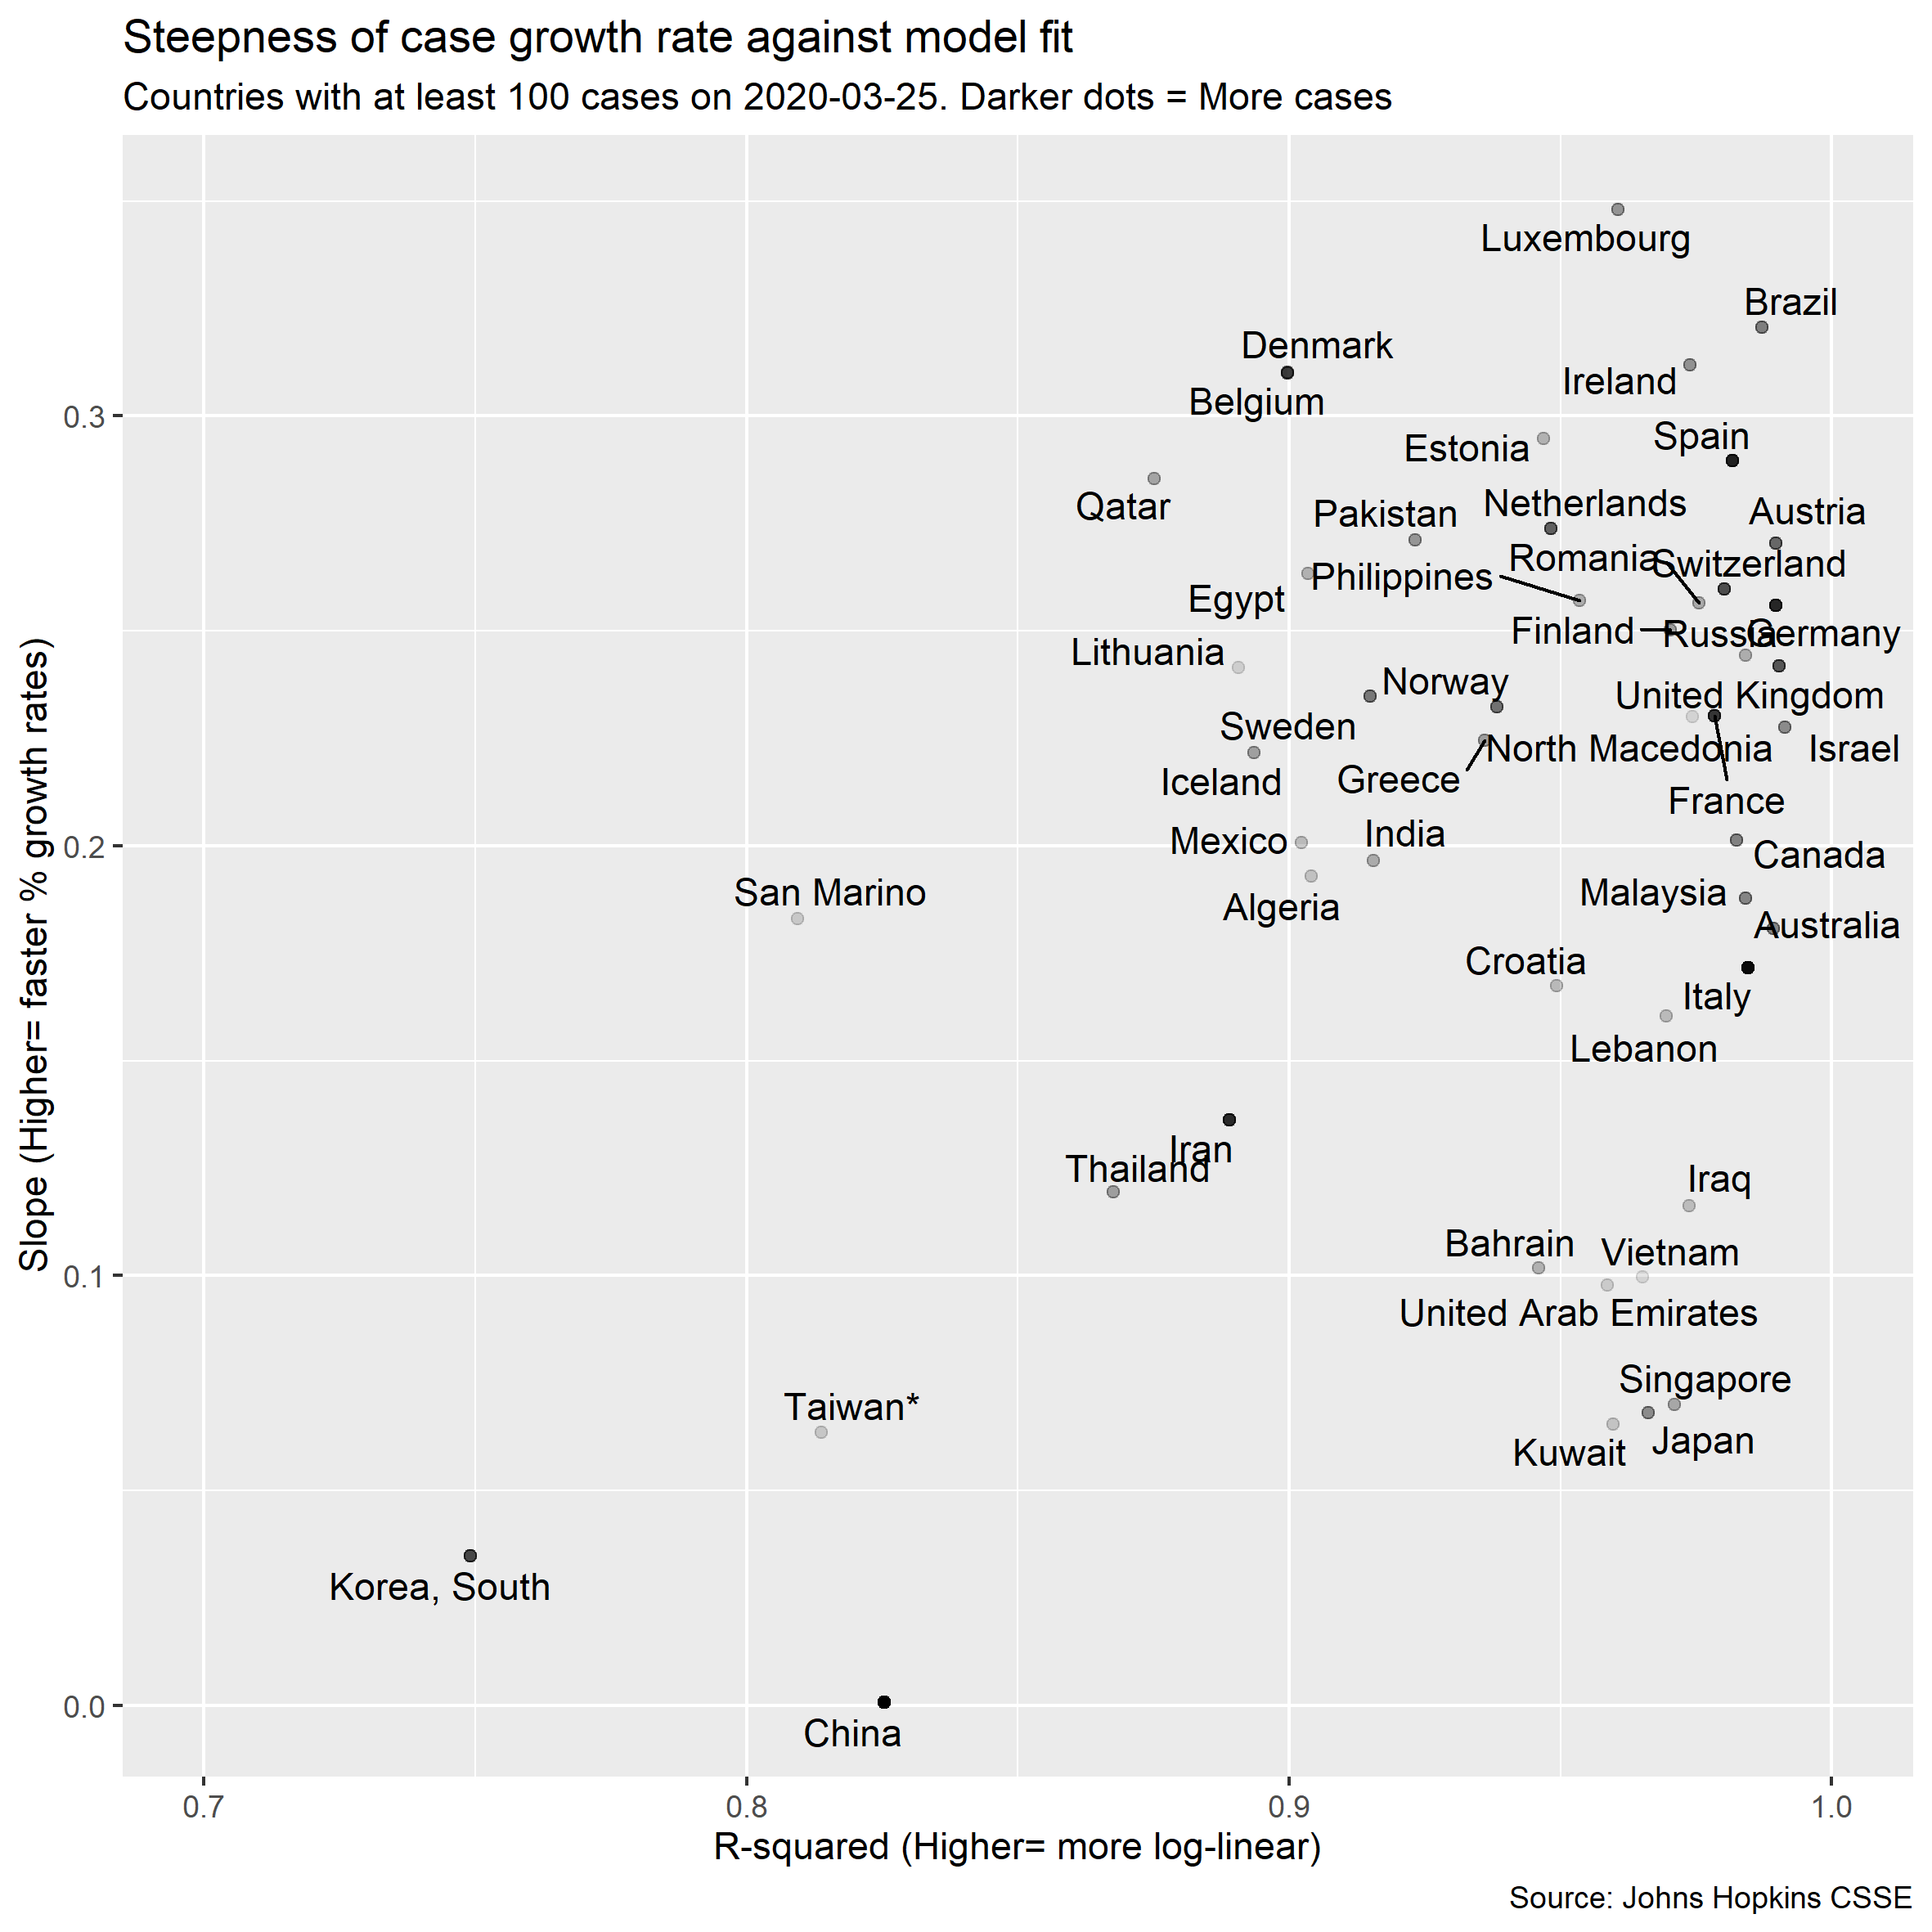 Steepness of case growth rate against model fit
Countries with at least 100 cases on 2020-03-25. Darker dots = More cases
Slope (Higher= faster % growth rates)
0.3
0.2
0.1
0.0
Luxembourg
Brazil
Denmark
Ireland
Belgium
Spain
Estonia
Qatar
Netherlands
Austria
Pakistan
Romania
Switzerland
Philippines
Egypt
Finland
Russia
Germany
Lithuania
Norway
United Kingdom
Sweden
North Macedonia
Israel
Iceland
Greece
France
India
Mexico
Canada
San Marino
Malaysia
Algeria
Australia
Croatia
Italy
Lebanon
Iran
Thailand
Iraq
Bahrain
Vietnam
United Arab Emirates
Singapore
Taiwan*
Japan
Kuwait
Korea, South
China
0.7
0.8
0.9
1.0
R-squared (Higher= more log-linear)
Source: Johns Hopkins CSSE